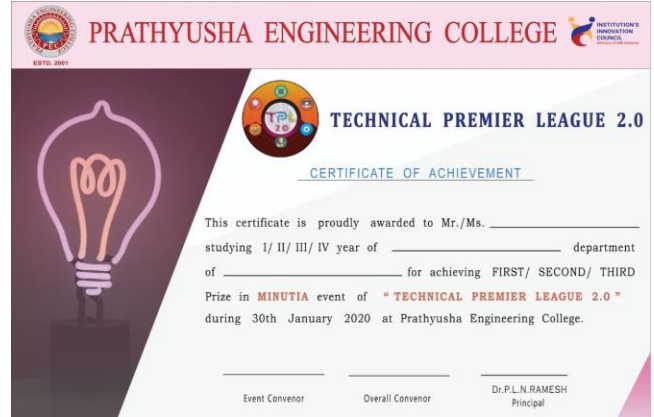 PRATHYUSHA ENGINEERING COLLEGE
INSTITUTION'S
INNOVATION
COUNCIL
ESTD. 2001
TPL
2.0
TECHNICAL PREMIER LEAGUE 2.0
CERTIFICATE OF ACHIEVEMENT
This certificate is proudly awarded to Mr./Ms.
studying I/ II/ III/ IV year of department
of for achieving FIRST/ SECOND/ THIRD
Prize in MINUTIA event of “ TECHNICAL PREMIER LEAGUE 2.0 ”
during 30th January 2020 at Prathyusha Engineering College.
Event Convenor
Overall Convenor
Dr.P.L.N.RAMESH
Principal